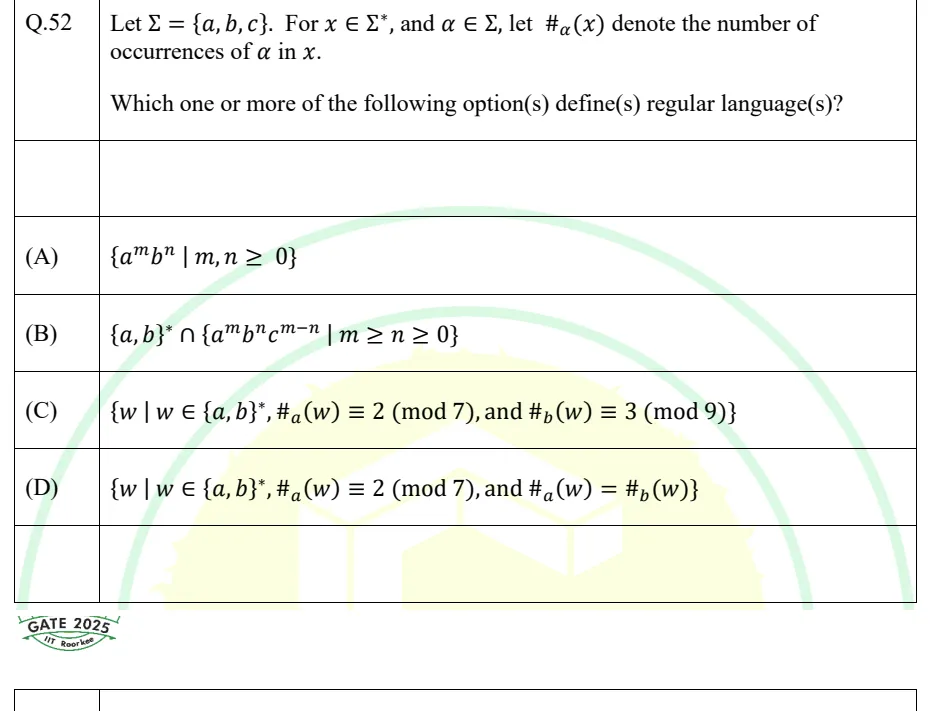 Q.52 Let Σ = {a, b, c}. For x ∈ Σ*, and α ∈ Σ, let #α(x) denote the number of
occurrences of α in x.
Which one or more of the following option(s) define(s) regular language(s)?
(A) {aᵐbⁿ | m, n ≥ 0}
(B) {a, b}* ∩ {aᵐbⁿcᵐ⁻ⁿ | m ≥ n ≥ 0}
(C) {w | w ∈ {a, b}*, #a(w) ≡ 2 (mod 7), and #b(w) ≡ 3 (mod 9)}
(D) {w | w ∈ {a, b}*, #a(w) ≡ 2 (mod 7), and #a(w) = #b(w)}
GATE 2025
IIT Roorkee